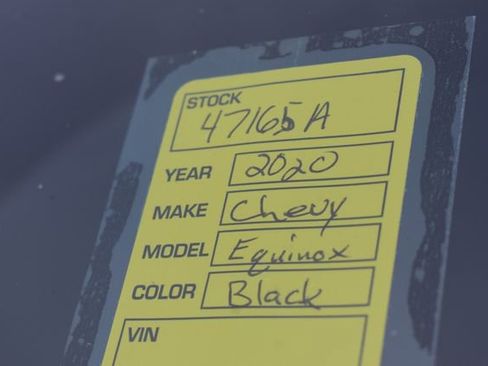 STOCK
47165A
YEAR 2020
MAKE Chevy
MODEL Equinox
COLOR Black
VIN